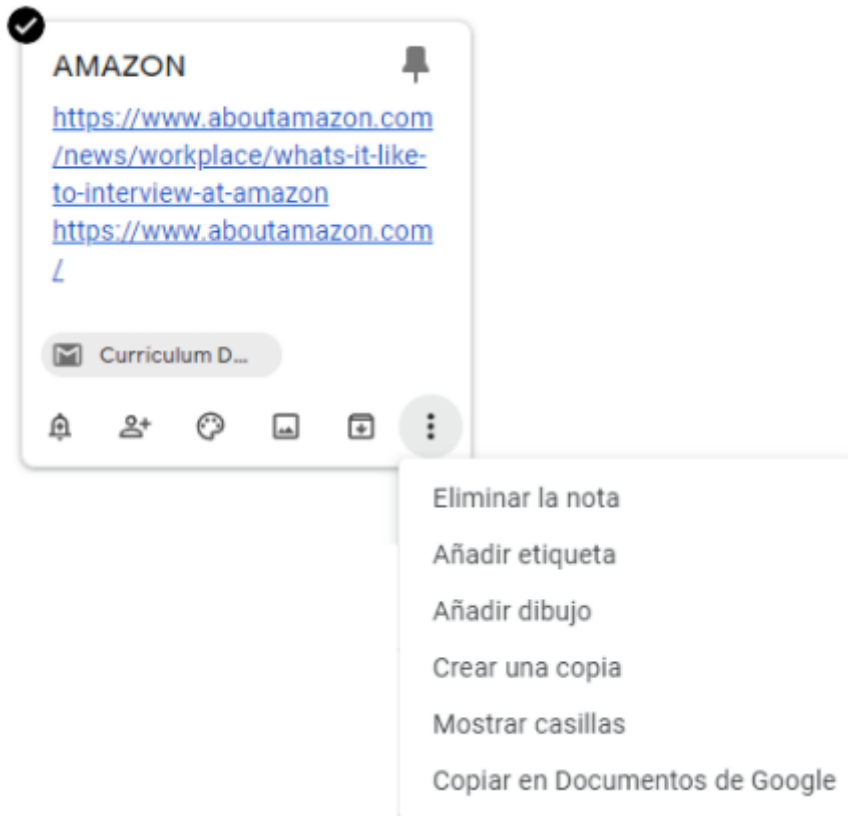 AMAZON
https://www.aboutamazon.com
/news/workplace/whats-it-like-
to-interview-at-amazon
https://www.aboutamazon.com
/
Curriculum D...
Eliminar la nota
Añadir etiqueta
Añadir dibujo
Crear una copia
Mostrar casillas
Copiar en Documentos de Google